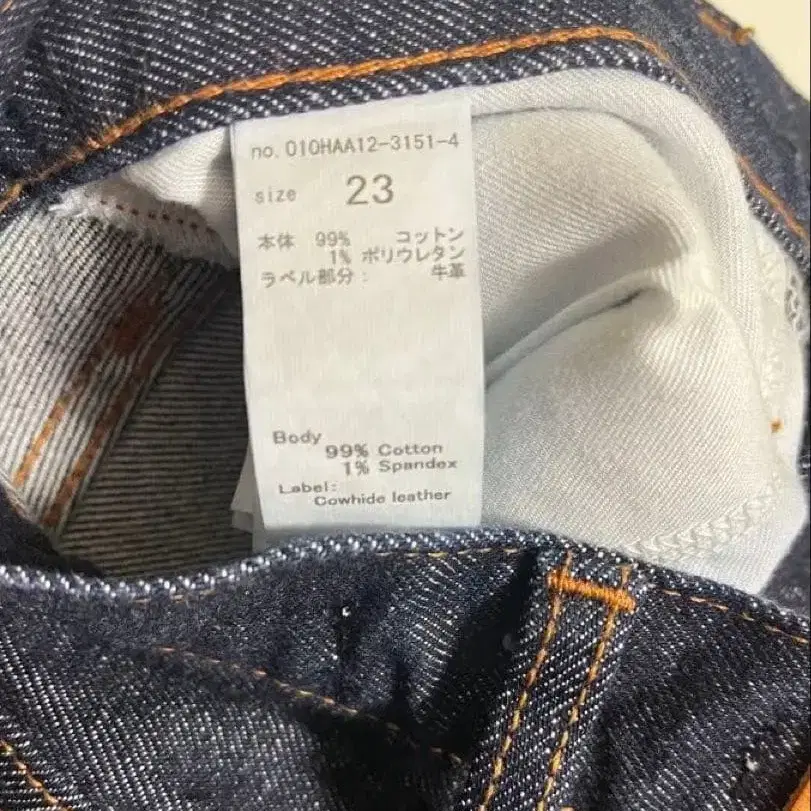 no. 010HAA12-3151-4
size 23
本体 99% コットン
1% ポリウレタン
ラベル部分: 牛革
Body
99% Cotton
1% Spandex
Label:
Cowhide leather